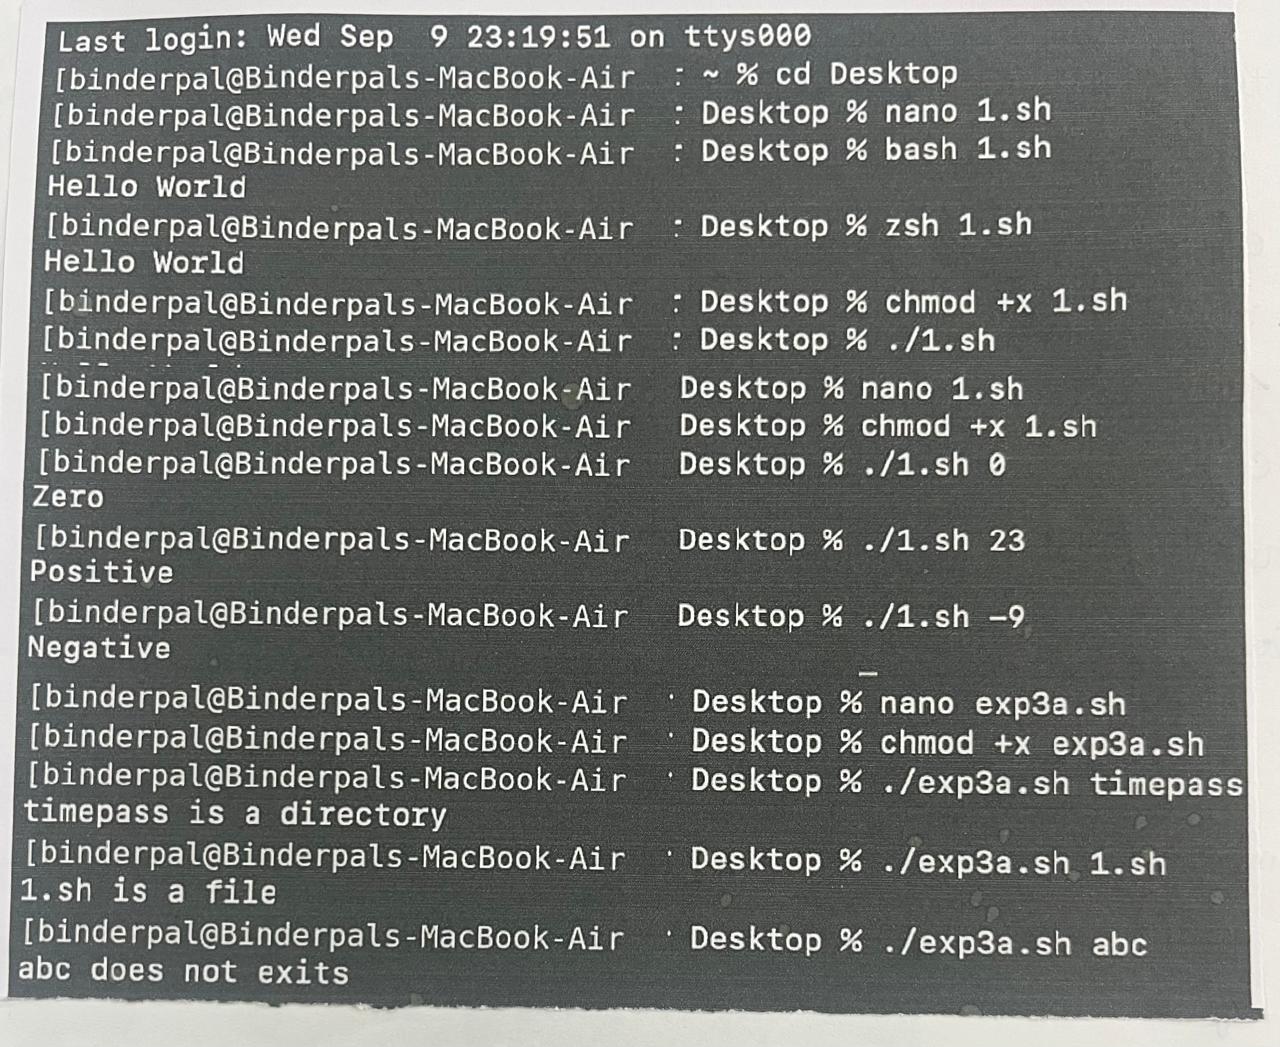 Last login: Wed Sep  9 23:19:51 on ttys000
[binderpal@Binderpals-MacBook-Air : ~ % cd Desktop
[binderpal@Binderpals-MacBook-Air : Desktop % nano 1.sh
[binderpal@Binderpals-MacBook-Air : Desktop % bash 1.sh
Hello World
[binderpal@Binderpals-MacBook-Air : Desktop % zsh 1.sh
Hello World
[binderpal@Binderpals-MacBook-Air : Desktop % chmod +x 1.sh
[binderpal@Binderpals-MacBook-Air : Desktop % ./1.sh
[binderpal@Binderpals-MacBook-Air Desktop % nano 1.sh
[binderpal@Binderpals-MacBook-Air Desktop % chmod +x 1.sh
[binderpal@Binderpals-MacBook-Air Desktop % ./1.sh 0
Zero
[binderpal@Binderpals-MacBook-Air Desktop % ./1.sh 23
Positive
[binderpal@Binderpals-MacBook-Air Desktop % ./1.sh -9
Negative
[binderpal@Binderpals-MacBook-Air Desktop % nano exp3a.sh
[binderpal@Binderpals-MacBook-Air Desktop % chmod +x exp3a.sh
[binderpal@Binderpals-MacBook-Air Desktop % ./exp3a.sh timepass
timepass is a directory
[binderpal@Binderpals-MacBook-Air Desktop % ./exp3a.sh 1.sh
1.sh is a file
[binderpal@Binderpals-MacBook-Air Desktop % ./exp3a.sh abc
abc does not exits